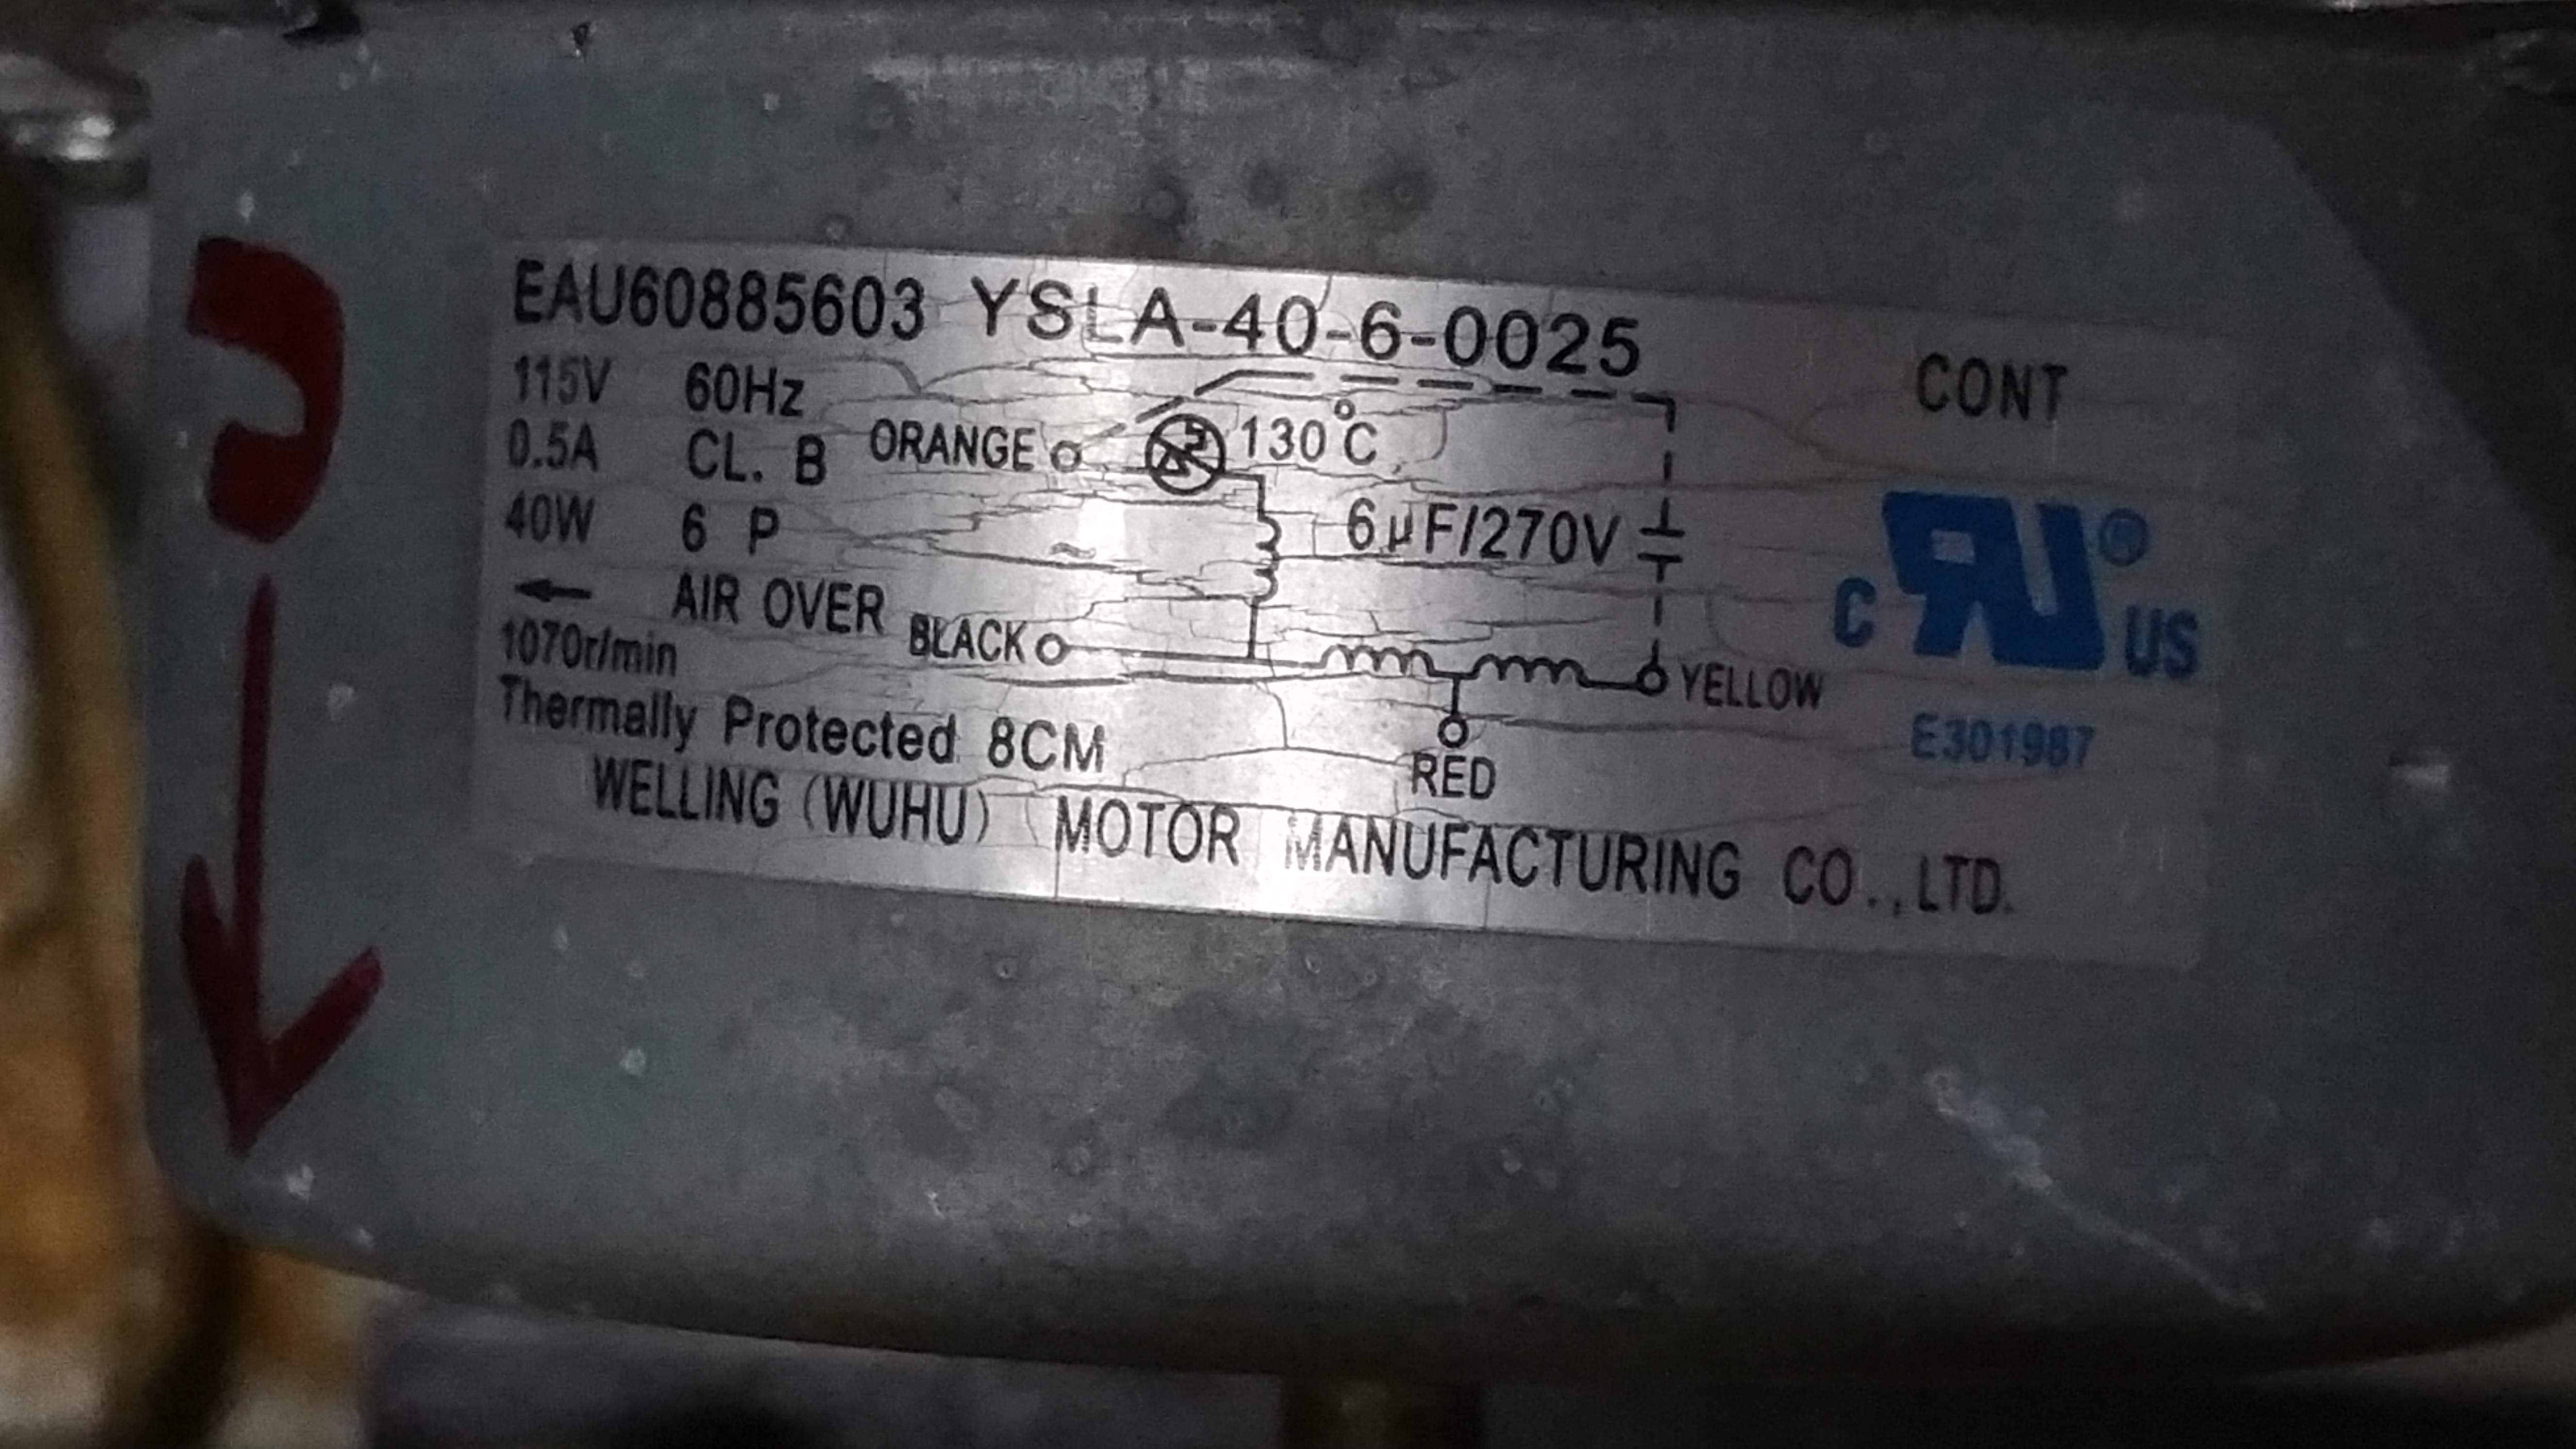 EAU60885603 YSLA-40-6-0025
CONT
115V 60Hz
0.5A CL. B ORANGE 130°C
40W 6 P 6μF/270V
AIR OVER BLACK YELLOW
1070r/min
RED
Thermally Protected 8CM
WELLING (WUHU) MOTOR MANUFACTURING CO.,LTD.
C RU® US
E301987